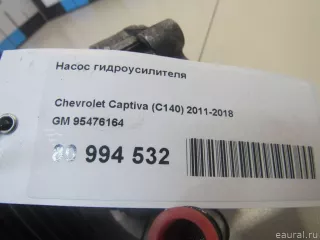 Насос гидроусилителя
Chevrolet Captiva (C140) 2011-2018
GM 95476164
994 532
eaural.ru